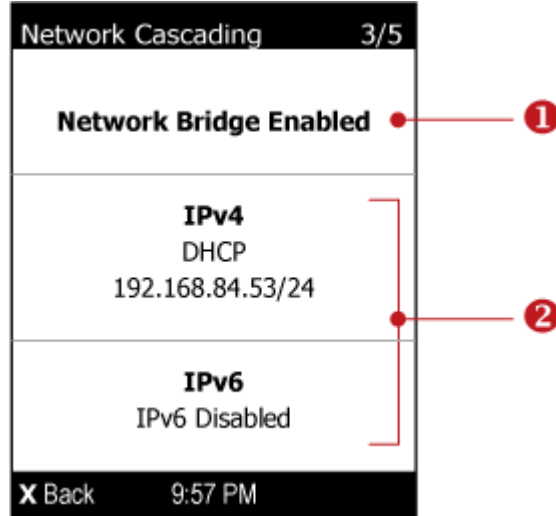 Network Cascading 3/5
Network Bridge Enabled
1
IPv4
DHCP
192.168.84.53/24
2
IPv6
IPv6 Disabled
X Back 9:57 PM